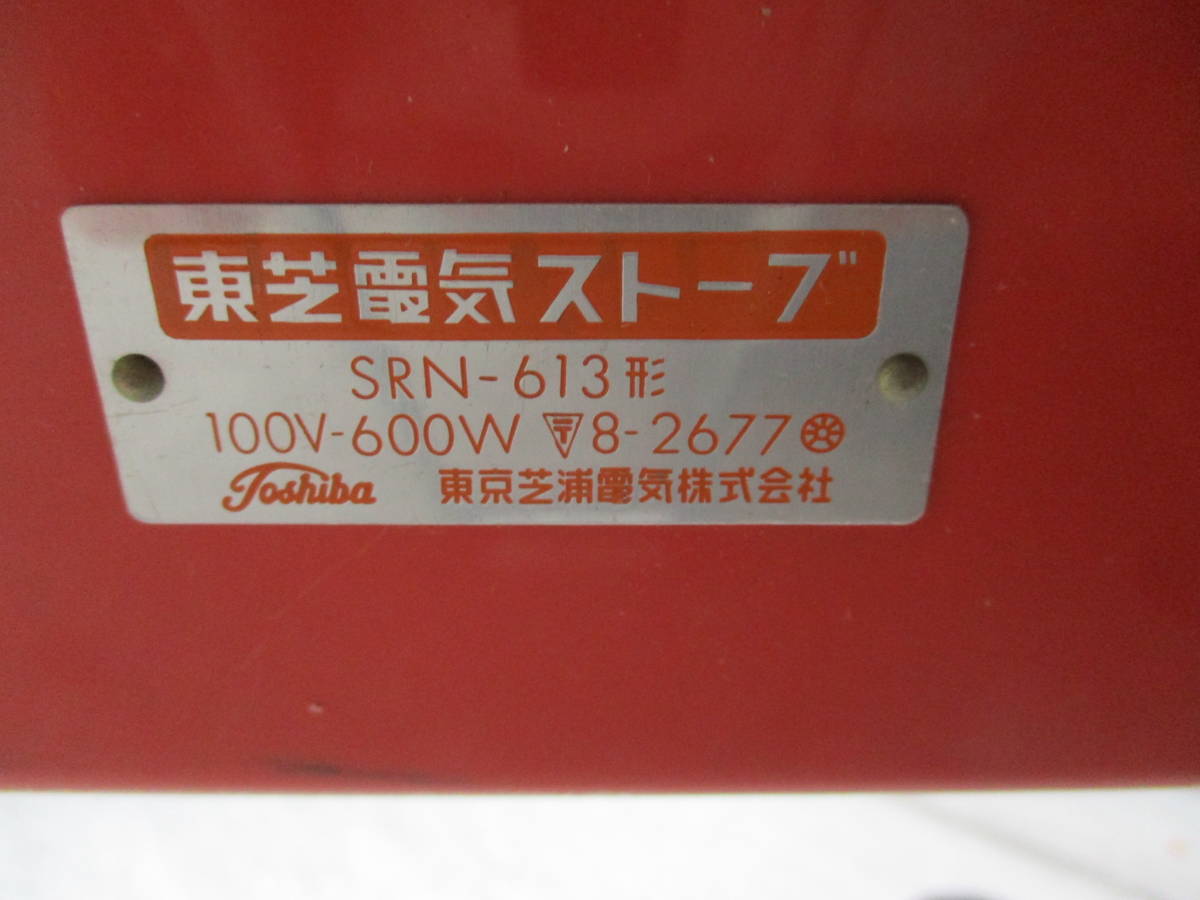 東芝電気ストーブ
SRN-613形
100V-600W 〒8-2677
Toshiba 東京芝浦電気株式会社